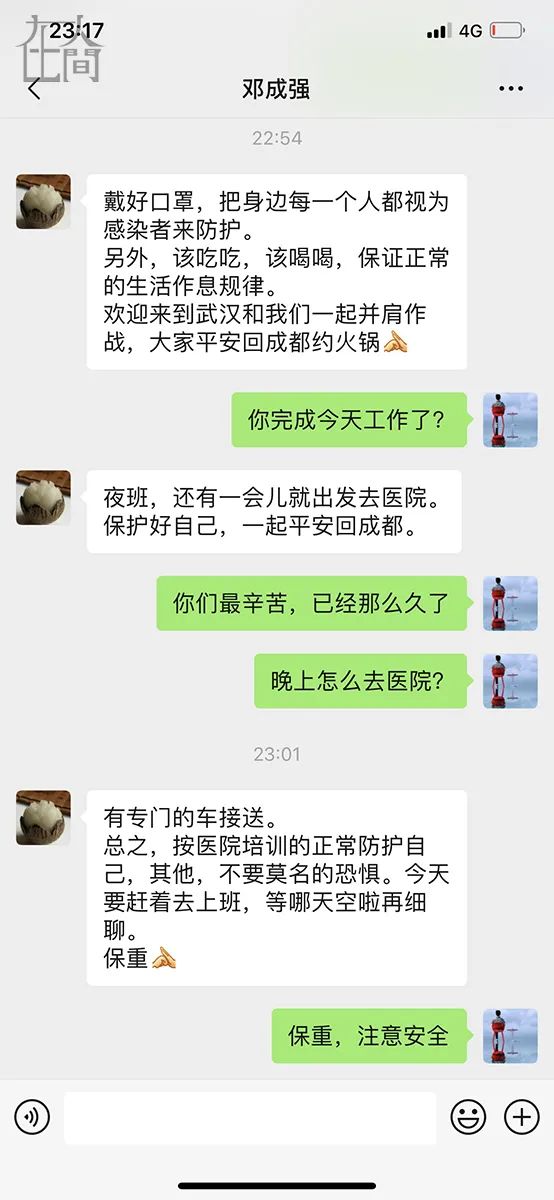 在人間
23:17
4G
邓成强
22:54
戴好口罩，把身边每一个人都视为
感染者来防护。
另外，该吃吃，该喝喝，保证正常
的生活作息规律。
欢迎来到武汉和我们一起并肩作
战，大家平安回成都约火锅
你完成今天工作了？
夜班，还有一会儿就出发去医院。
保护好自己，一起平安回成都。
你们最辛苦，已经那么久了
晚上怎么去医院？
23:01
有专门的车接送。
总之，按医院培训的正常防护自
己，其他，不要莫名的恐惧。今天
要赶着去上班，等哪天空啦再细
聊。
保重
保重，注意安全